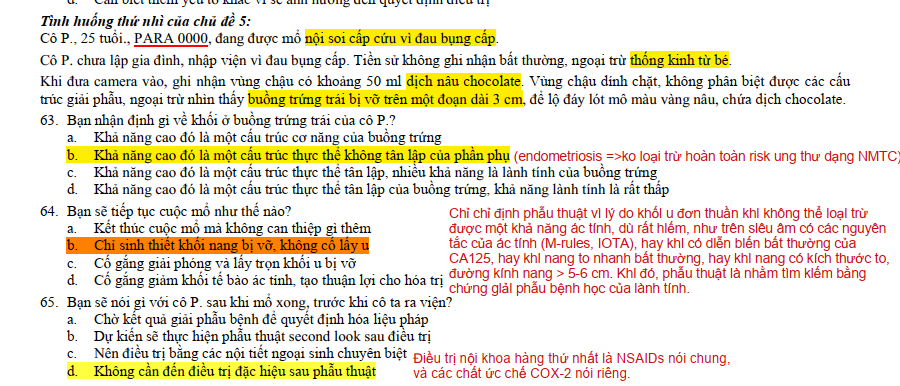 d. Cần biết thêm yếu tố khác vì sẽ ảnh hưởng đến quyết định điều trị
Tình huống thứ nhì của chủ đề 5:
Cô P., 25 tuổi., PARA 0000, đang được mổ nội soi cấp cứu vì đau bụng cấp.
Cô P. chưa lập gia đình, nhập viện vì đau bụng cấp. Tiền sử không ghi nhận bất thường, ngoại trừ thống kinh từ bé.
Khi đưa camera vào, ghi nhận vùng chậu có khoảng 50 ml dịch nâu chocolate. Vùng chậu dính chặt, không phân biệt được các cấu
trúc giải phẫu, ngoại trừ nhìn thấy buồng trứng trái bị vỡ trên một đoạn dài 3 cm, để lộ đáy lót mô màu vàng nâu, chứa dịch chocolate.
63. Bạn nhận định gì về khối ở buồng trứng trái của cô P.?
a. Khả năng cao đó là một cấu trúc cơ năng của buồng trứng
b. Khả năng cao đó là một cấu trúc thực thể không tân lập của phần phụ (endometriosis =>ko loại trừ hoàn toàn risk ung thư dạng NMTC)
c. Khả năng cao đó là một cấu trúc thực thể tân lập, nhiều khả năng là lành tính của buồng trứng
d. Khả năng cao đó là một cấu trúc thực thể tân lập của buồng trứng, khả năng lành tính là rất thấp
64. Bạn sẽ tiếp tục cuộc mổ như thế nào?
a. Kết thúc cuộc mổ mà không can thiệp gì thêm
b. Chỉ sinh thiết khối nang bị vỡ, không cố lấy u
c. Cố gắng giải phóng và lấy trọn khối u bị vỡ
d. Cố gắng giảm khối tế bào ác tính, tạo thuận lợi cho hóa trị
Chỉ chỉ định phẫu thuật vì lý do khối u đơn thuần khi không thể loại trừ
được một khả năng ác tính, dù rất hiếm, như trên siêu âm có các nguyên
tắc của ác tính (M-rules, IOTA), hay khi có diễn biến bất thường của
CA125, hay khi nang to nhanh bất thường, hay khi nang có kích thước to,
đường kính nang > 5-6 cm. Khi đó, phẫu thuật là nhằm tìm kiếm bằng
chứng giải phẫu bệnh học của lành tính.
65. Bạn sẽ nói gì với cô P. sau khi mổ xong, trước khi cô ta ra viện?
a. Chờ kết quả giải phẫu bệnh để quyết định hóa liệu pháp
b. Dự kiến sẽ thực hiện phẫu thuật second look sau điều trị
c. Nên điều trị bằng các nội tiết ngoại sinh chuyên biệt
d. Không cần đến điều trị đặc hiệu sau phẫu thuật
Điều trị nội khoa hàng thứ nhất là NSAIDs nói chung,
và các chất ức chế COX-2 nói riêng.